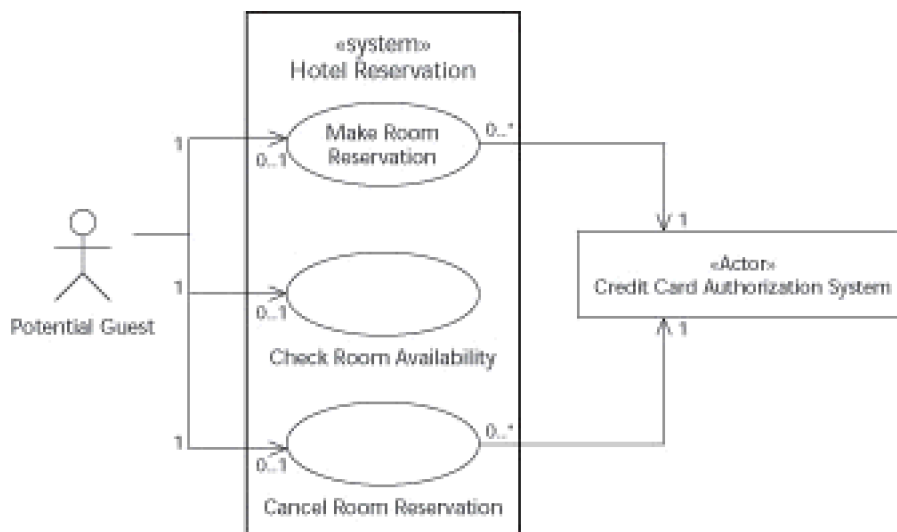 «system»
Hotel Reservation
1
0..1
Make Room
Reservation
0..*
1
«Actor»
Credit Card Authorization System
1
Potential Guest
1
0..1
Check Room Availability
1
0..1
0..*
Cancel Room Reservation